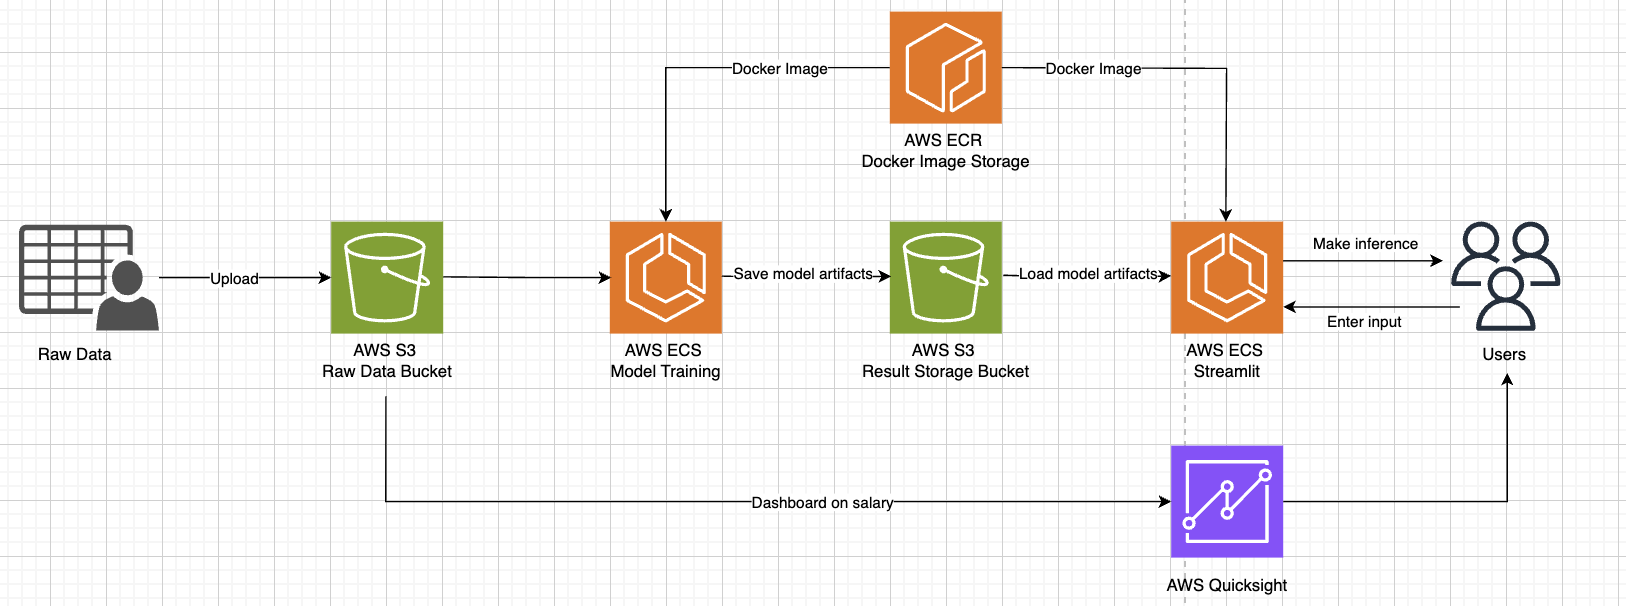 Docker Image
Docker Image
AWS ECR
Docker Image Storage
Upload
Save model artifacts
Load model artifacts
Make inference
Enter input
Raw Data
AWS S3
Raw Data Bucket
AWS ECS
Model Training
AWS S3
Result Storage Bucket
AWS ECS
Streamlit
Users
Dashboard on salary
AWS Quicksight